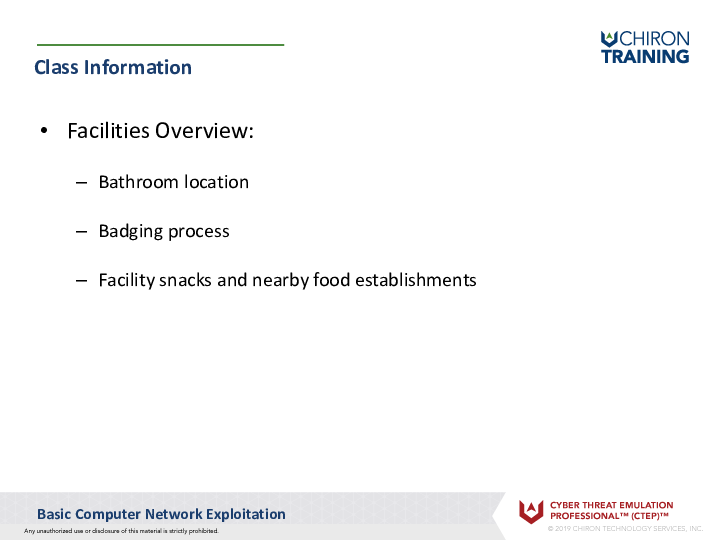 CHIRON
TRAINING
Class Information
• Facilities Overview:
– Bathroom location
– Badging process
– Facility snacks and nearby food establishments
Basic Computer Network Exploitation
Any unauthorized use or disclosure of this material is strictly prohibited.
CYBER THREAT EMULATION
PROFESSIONAL™ (CTEP)™
© 2019 CHIRON TECHNOLOGY SERVICES, INC.